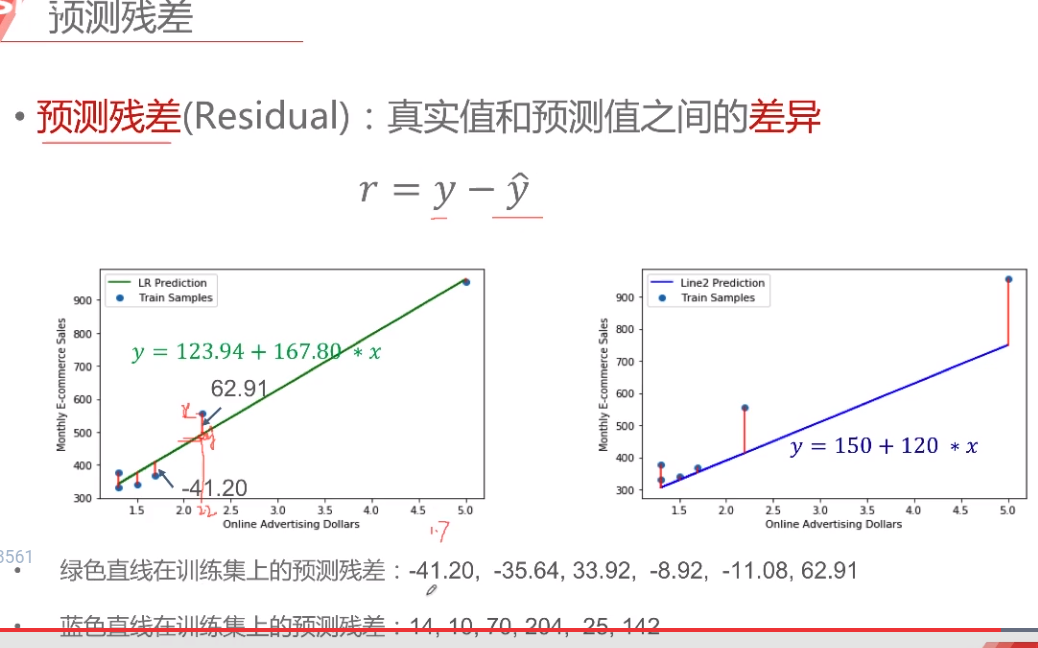 预测残差
• 预测残差(Residual)：真实值和预测值之间的差异
r = y − ŷ
LR Prediction
Train Samples
y = 123.94 + 167.80 * x
62.91
-41.20
2.2
Monthly E-commerce Sales
900
800
700
600
500
400
300
1.5 2.0 2.5 3.0 3.5 4.0 4.5 5.0
Online Advertising Dollars
Line2 Prediction
Train Samples
y = 150 + 120 * x
Monthly E-commerce Sales
900
800
700
600
500
400
300
1.5 2.0 2.5 3.0 3.5 4.0 4.5 5.0
Online Advertising Dollars
1.7
3561
• 绿色直线在训练集上的预测残差：-41.20, -35.64, 33.92, -8.92, -11.08, 62.91
• 蓝色直线在训练集上的预测残差：14, 10, 70, 204, 25, 142